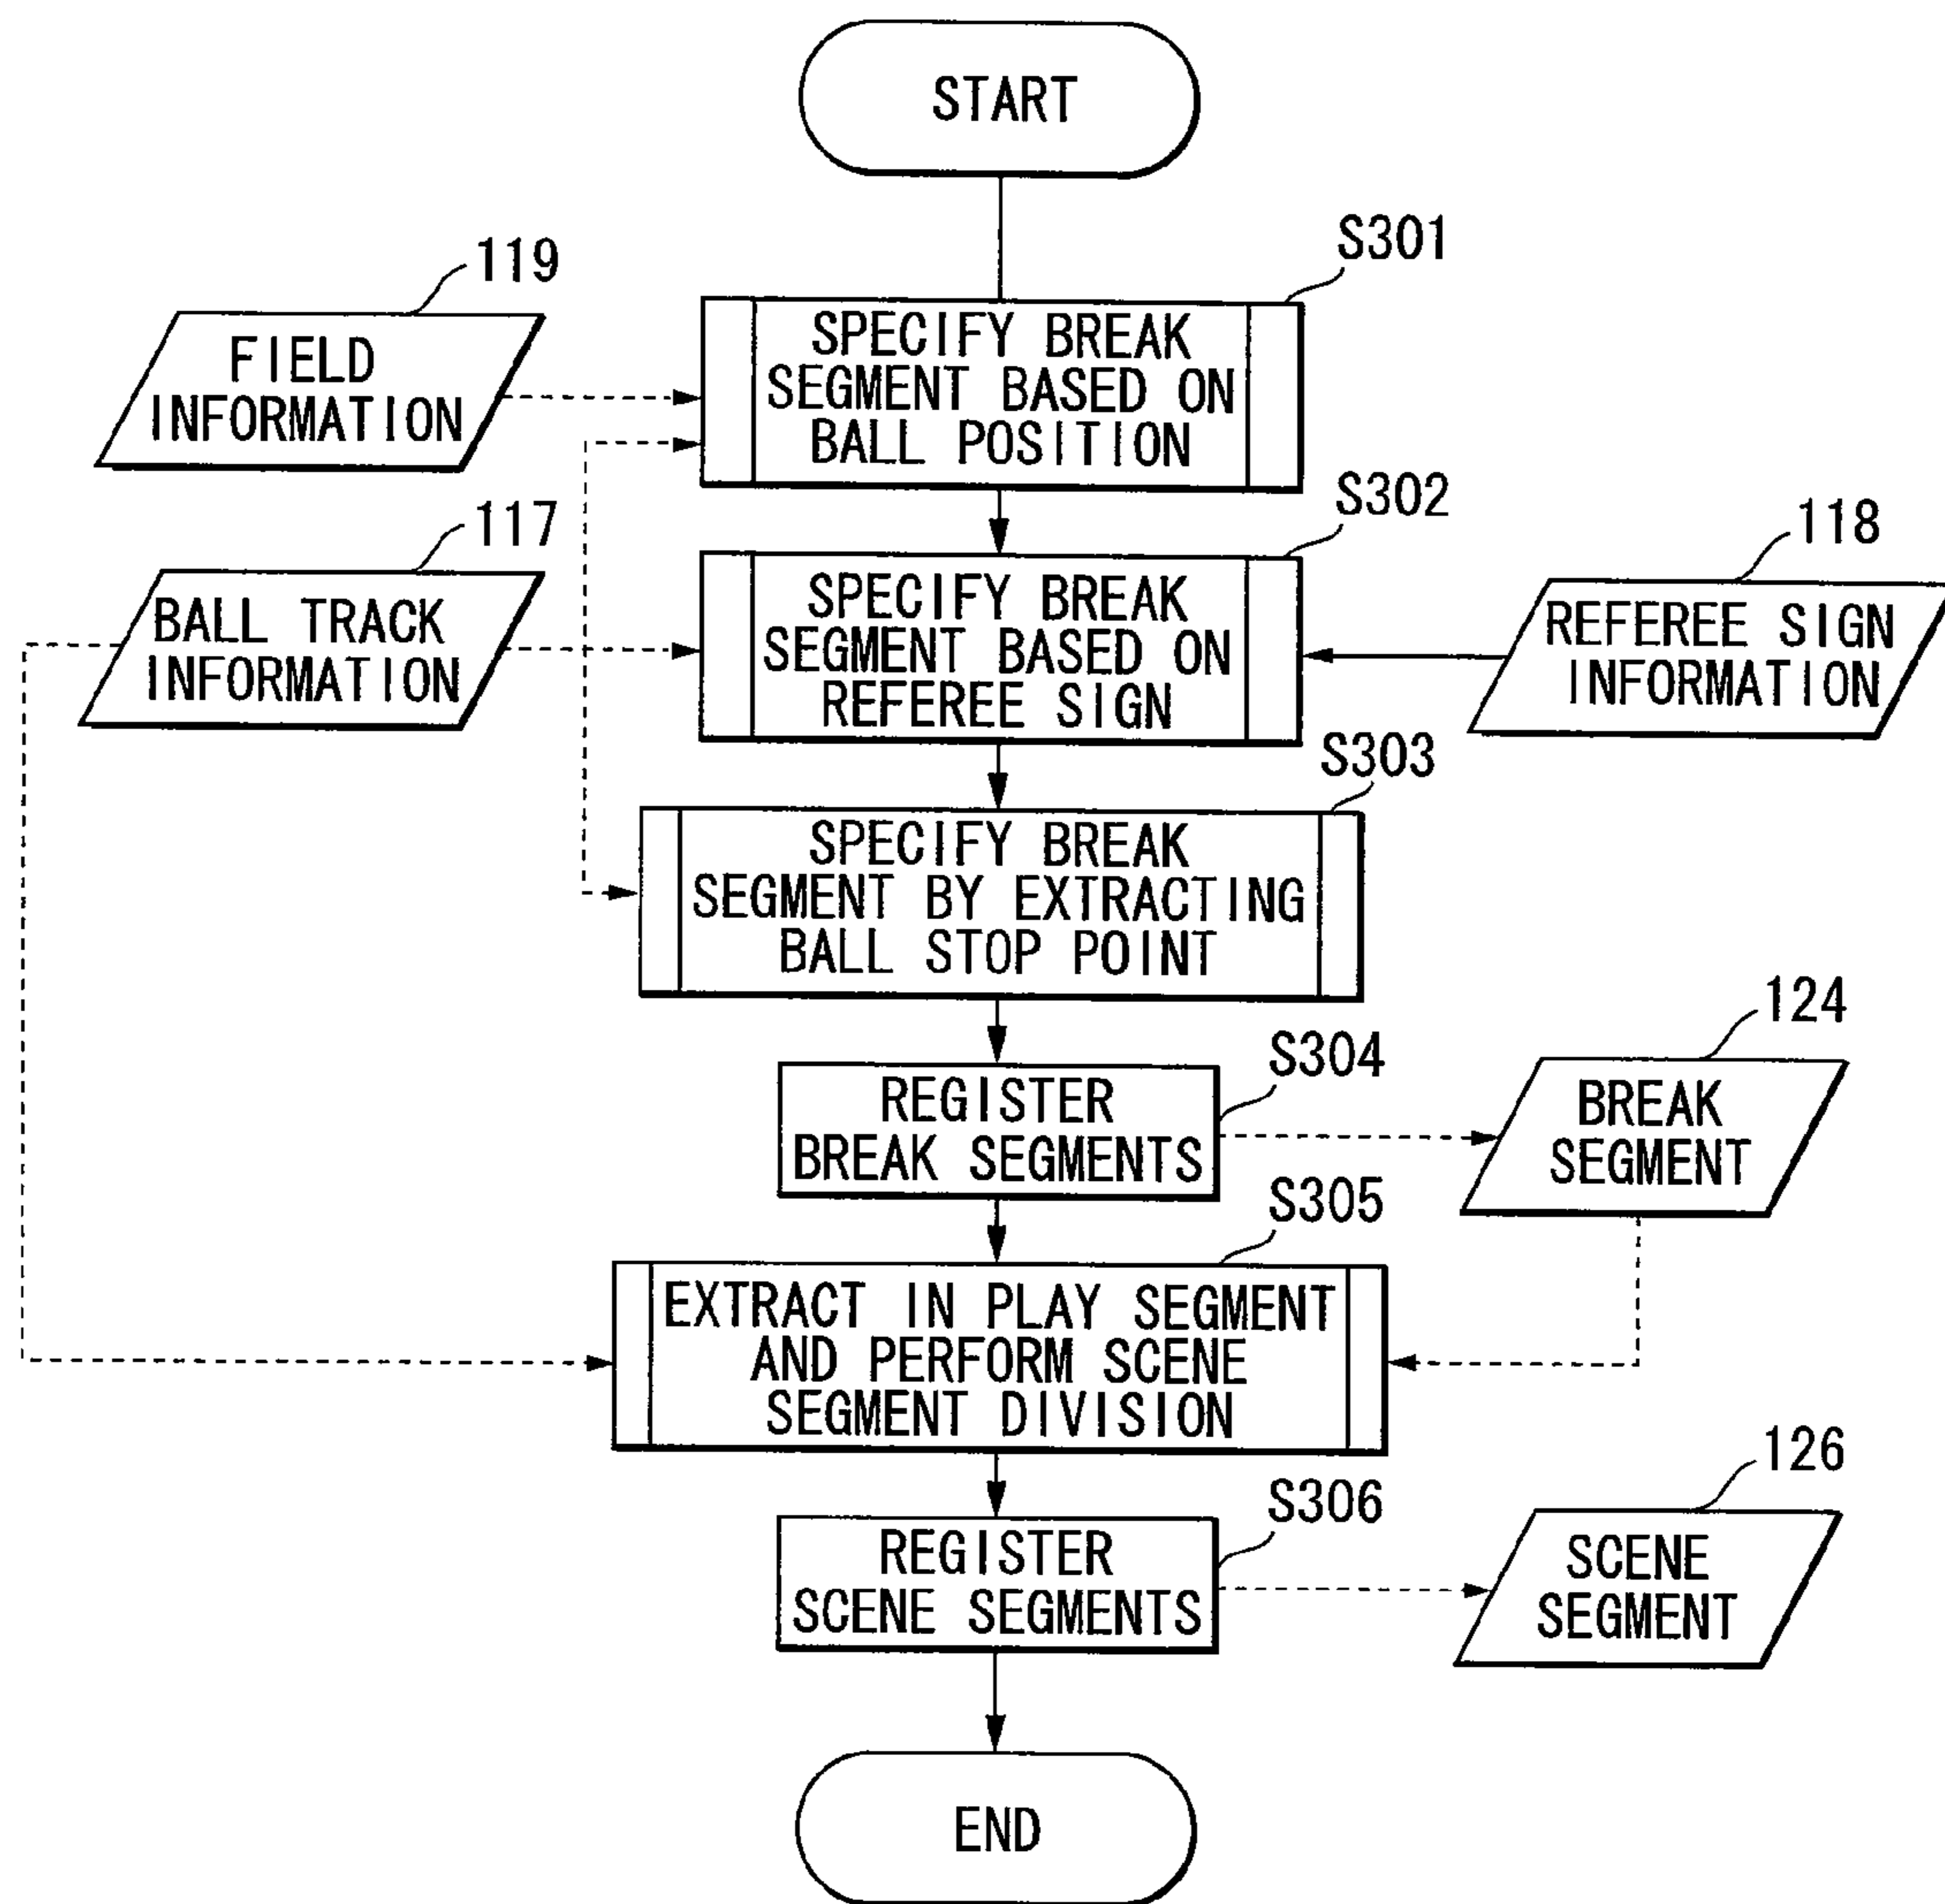 START
S301
119
SPECIFY BREAK
SEGMENT BASED ON
BALL POSITION
FIELD
INFORMATION
S302
117
118
SPECIFY BREAK
SEGMENT BASED ON
REFEREE SIGN
BALL TRACK
INFORMATION
REFEREE SIGN
INFORMATION
S303
SPECIFY BREAK
SEGMENT BY EXTRACTING
BALL STOP POINT
124
S304
REGISTER
BREAK SEGMENTS
BREAK
SEGMENT
S305
EXTRACT IN PLAY SEGMENT
AND PERFORM SCENE
SEGMENT DIVISION
126
S306
REGISTER
SCENE SEGMENTS
SCENE
SEGMENT
END